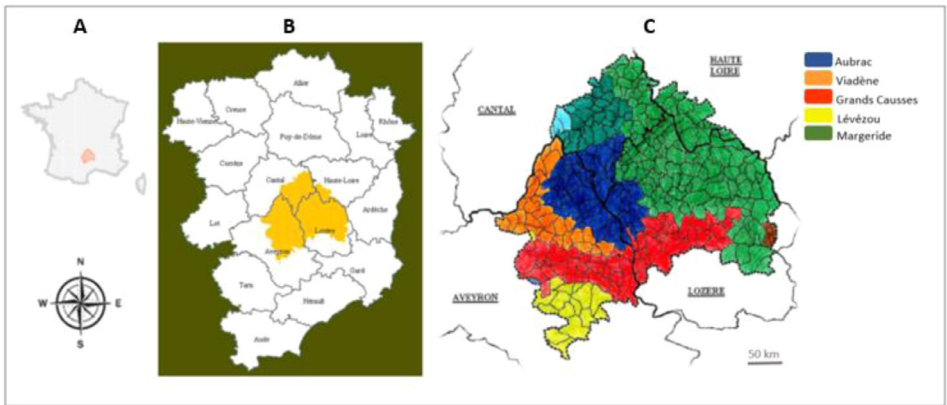 A
B
C
N
W
E
S
Allier
Haute-Vienne
Creuse
Puy-de-Dôme
Loire
Rhône
Corrèze
Cantal
Haute-Loire
Lot
Lozère
Ardèche
Aveyron
Tarn
Gard
Hérault
Aude
CANTAL
HAUTE
LOIRE
AVEYRON
LOZERE
50 km
Aubrac
Viadène
Grands Causses
Lévézou
Margeride